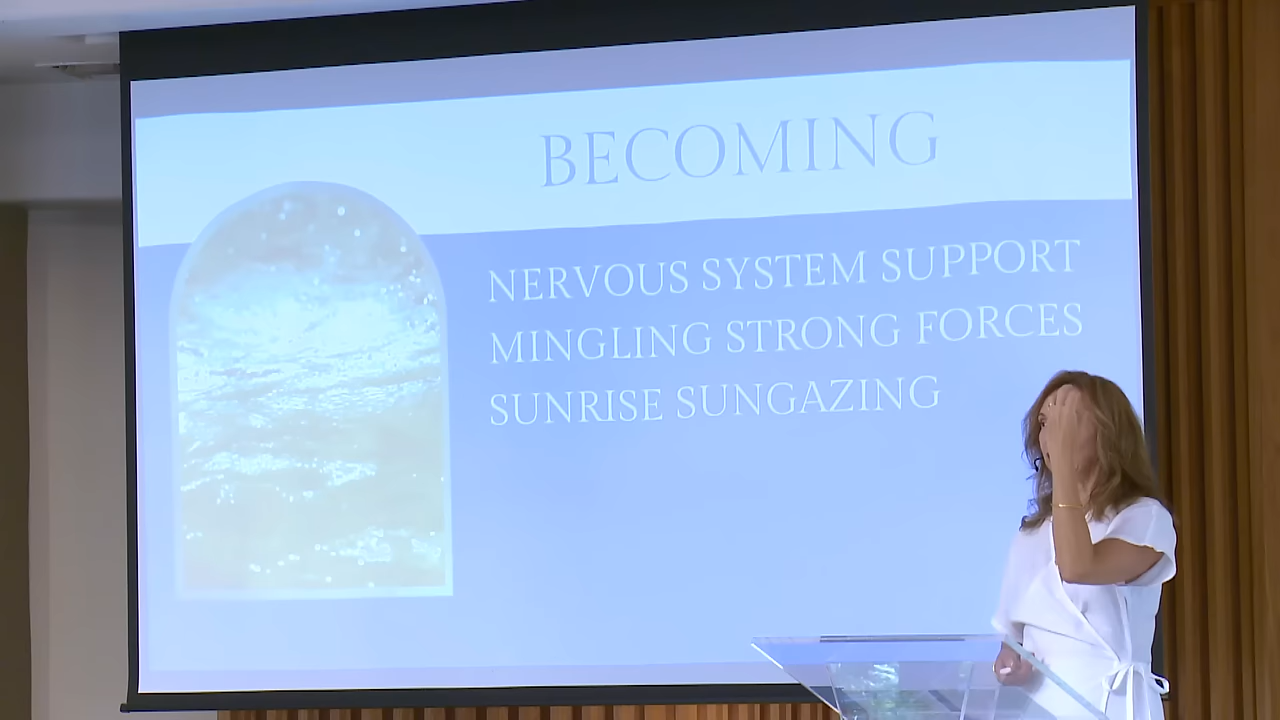 BECOMING
NERVOUS SYSTEM SUPPORT
MINGLING STRONG FORCES
SUNRISE SUNGAZING